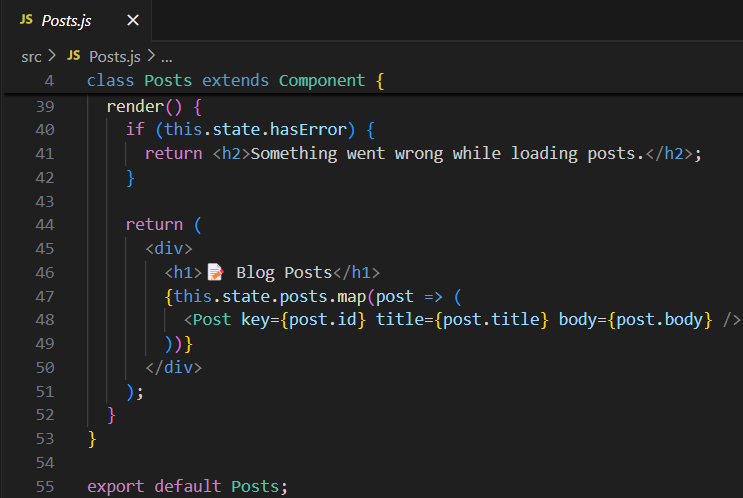 JS Posts.js ×
src > JS Posts.js > ...
4 class Posts extends Component {
39 render() {
40 if (this.state.hasError) {
41 return <h2>Something went wrong while loading posts.</h2>;
42 }
43
44 return (
45 <div>
46 <h1>📝 Blog Posts</h1>
47 {this.state.posts.map(post => (
48 <Post key={post.id} title={post.title} body={post.body} />
49 ))}
50 </div>
51 );
52 }
53 }
54
55 export default Posts;